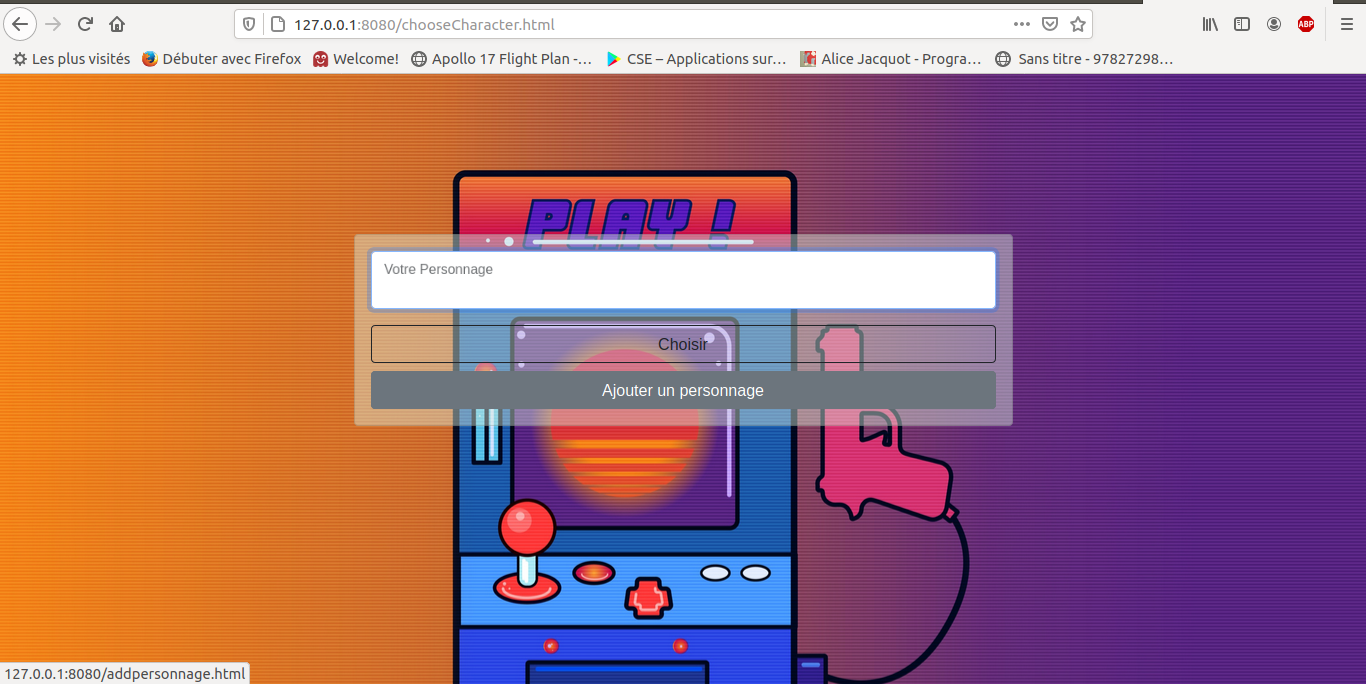 127.0.0.1:8080/chooseCharacter.html
ABP
Les plus visités
Débuter avec Firefox
Welcome!
Apollo 17 Flight Plan -...
CSE – Applications sur...
Alice Jacquot - Progra...
Sans titre - 97827298...
PLAY !
Votre Personnage
Choisir
Ajouter un personnage
127.0.0.1:8080/addpersonnage.html